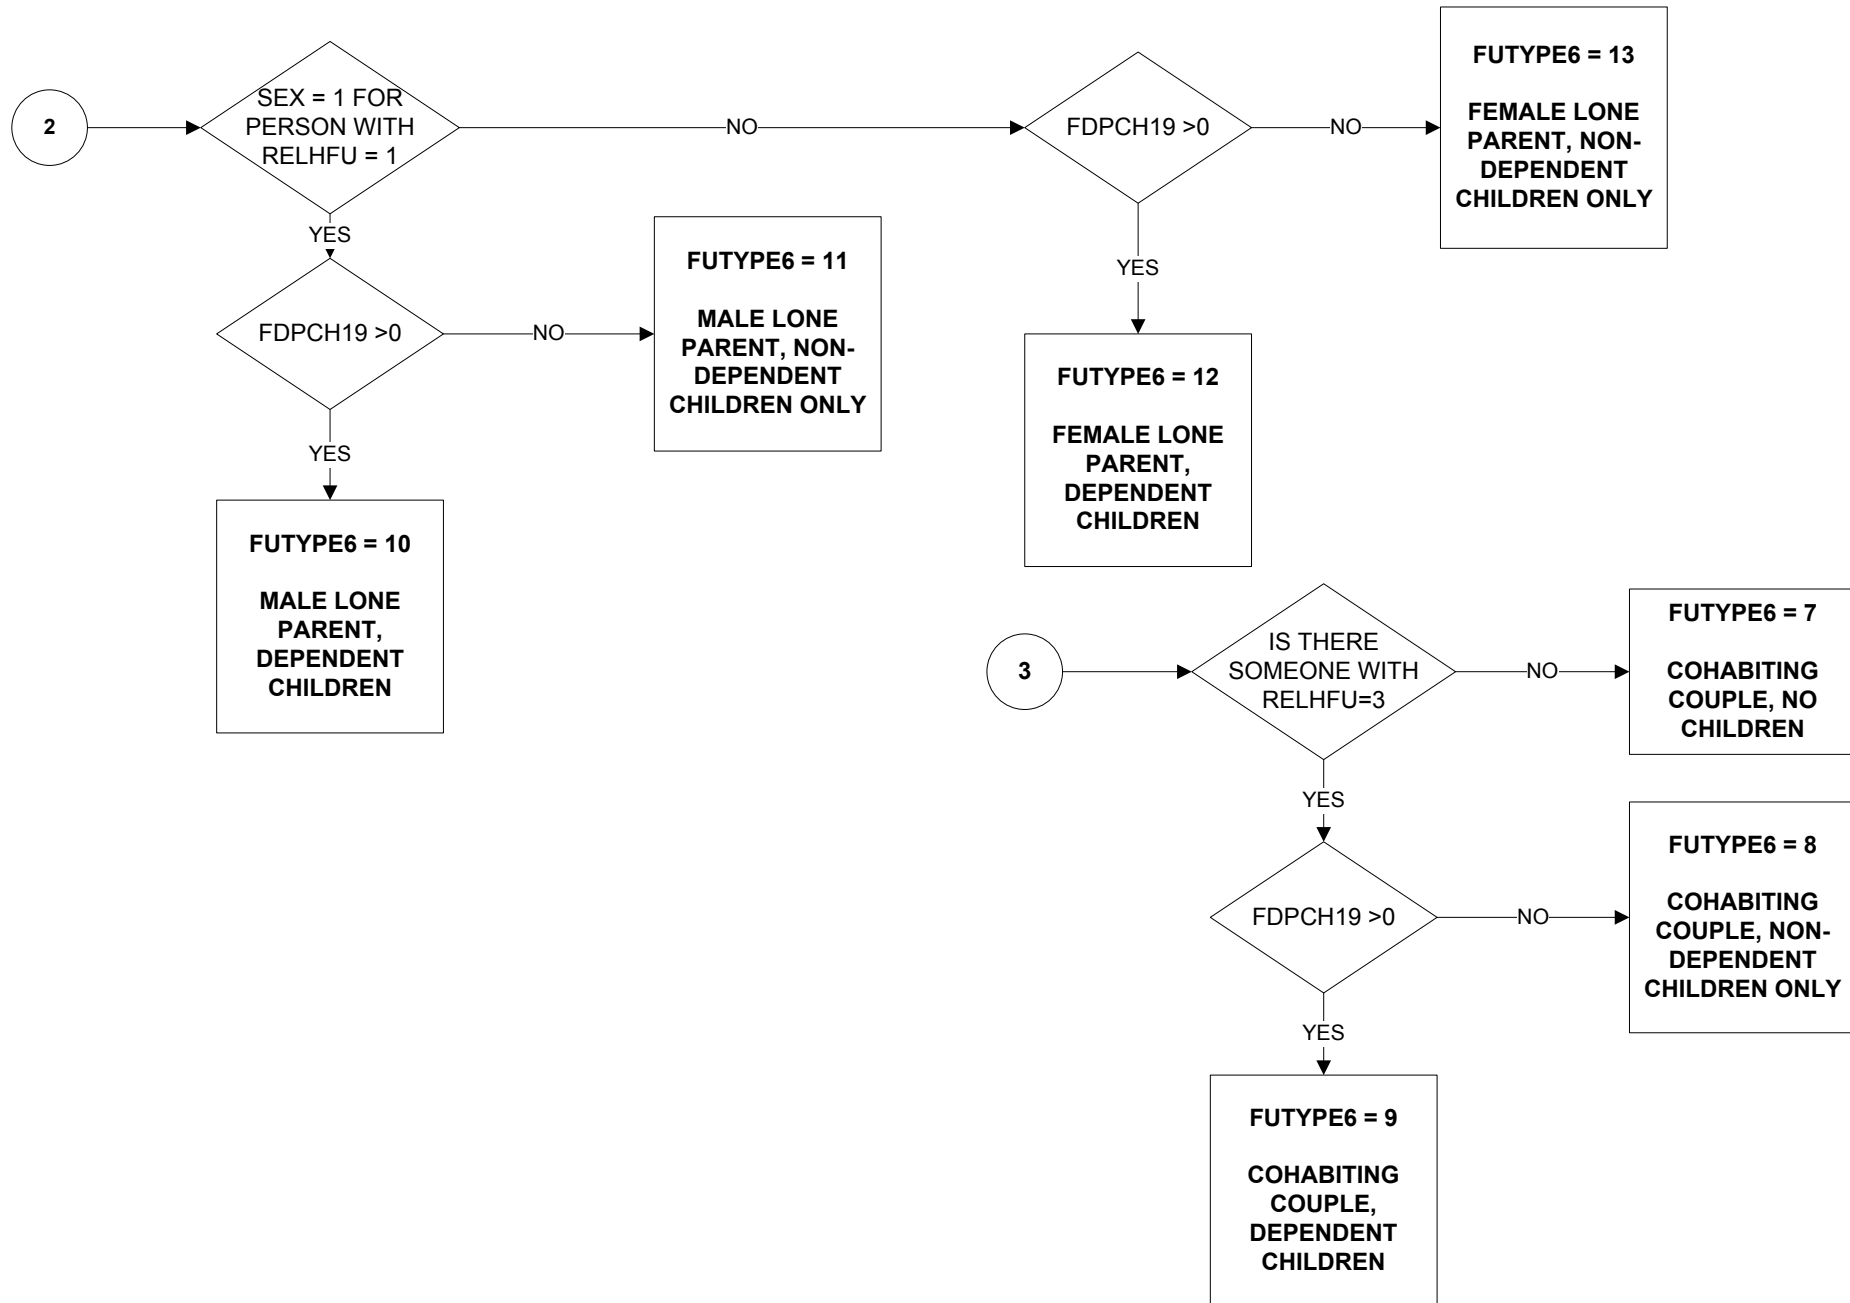 2
SEX = 1 FOR
PERSON WITH
RELHFU = 1
NO
FDPCH19 >0
NO
FUTYPE6 = 13
FEMALE LONE
PARENT, NON-
DEPENDENT
CHILDREN ONLY
YES
FDPCH19 >0
NO
FUTYPE6 = 11
MALE LONE
PARENT, NON-
DEPENDENT
CHILDREN ONLY
YES
FUTYPE6 = 10
MALE LONE
PARENT,
DEPENDENT
CHILDREN
YES
FUTYPE6 = 12
FEMALE LONE
PARENT,
DEPENDENT
CHILDREN
3
IS THERE
SOMEONE WITH
RELHFU=3
NO
FUTYPE6 = 7
COHABITING
COUPLE, NO
CHILDREN
YES
FDPCH19 >0
NO
FUTYPE6 = 8
COHABITING
COUPLE, NON-
DEPENDENT
CHILDREN ONLY
YES
FUTYPE6 = 9
COHABITING
COUPLE,
DEPENDENT
CHILDREN